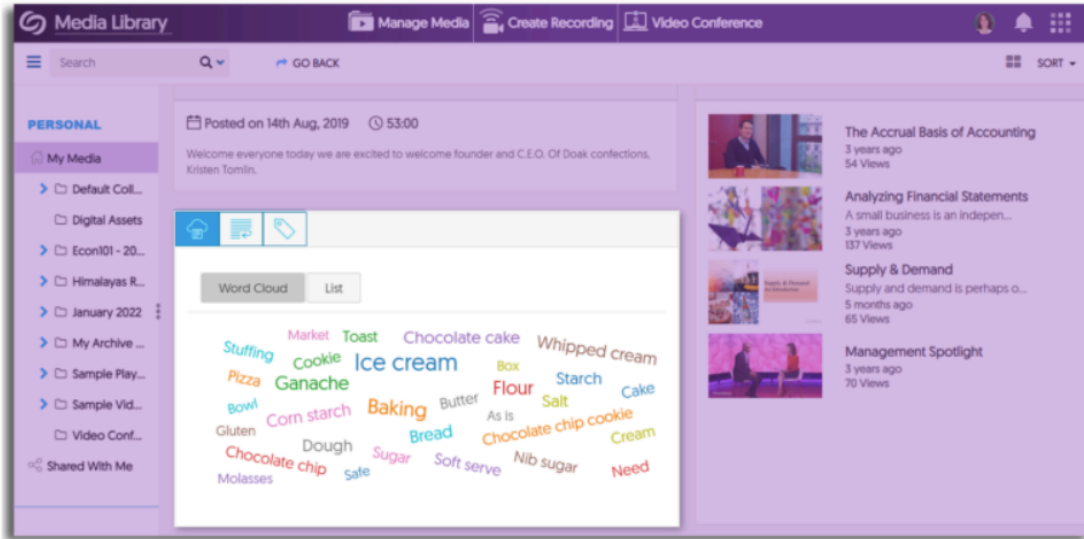 Media Library
Manage Media
Create Recording
Video Conference
Search
GO BACK
SORT
PERSONAL
My Media
Default Coll...
Digital Assets
Econ101 - 20...
Himalayas R...
January 2022
My Archive ...
Sample Play...
Sample Vid...
Video Conf...
Shared With Me
Posted on 14th Aug, 2019 53:00
Welcome everyone today we are excited to welcome founder and C.E.O. Of Doak confections,
Kristen Tomlin.
Word Cloud
List
Market Toast Chocolate cake Whipped cream
Stuffing Cookie Ice cream Box
Pizza Ganache Flour Starch Cake
Bowl Corn starch Baking Butter As is Salt
Gluten Dough Bread Chocolate chip cookie Cream
Chocolate chip Sugar Soft serve Nib sugar Need
Molasses Safe
The Accrual Basis of Accounting
3 years ago
54 Views
Analyzing Financial Statements
A small business is an indepen...
3 years ago
137 Views
Supply & Demand
Supply and demand is perhaps o...
5 months ago
65 Views
Management Spotlight
3 years ago
70 Views